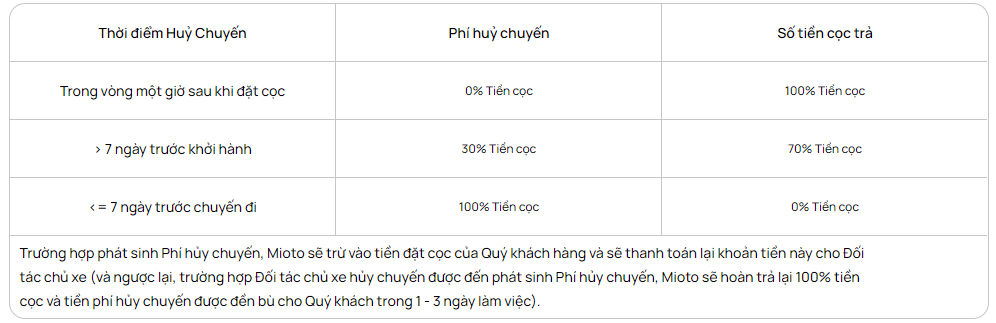 Thời điểm Huỷ Chuyến Phí huỷ chuyến Số tiền cọc trả
Trong vòng một giờ sau khi đặt cọc 0% Tiền cọc 100% Tiền cọc
> 7 ngày trước khởi hành 30% Tiền cọc 70% Tiền cọc
<= 7 ngày trước chuyến đi 100% Tiền cọc 0% Tiền cọc
Trường hợp phát sinh Phí hủy chuyến, Mioto sẽ trừ vào tiền đặt cọc của Quý khách hàng và sẽ thanh toán lại khoản tiền này cho Đối
tác chủ xe (và ngược lại, trường hợp Đối tác chủ xe hủy chuyến được đến phát sinh Phí hủy chuyến, Mioto sẽ hoàn trả lại 100% tiền
cọc và tiền phí hủy chuyến được đền bù cho Quý khách trong 1 - 3 ngày làm việc).